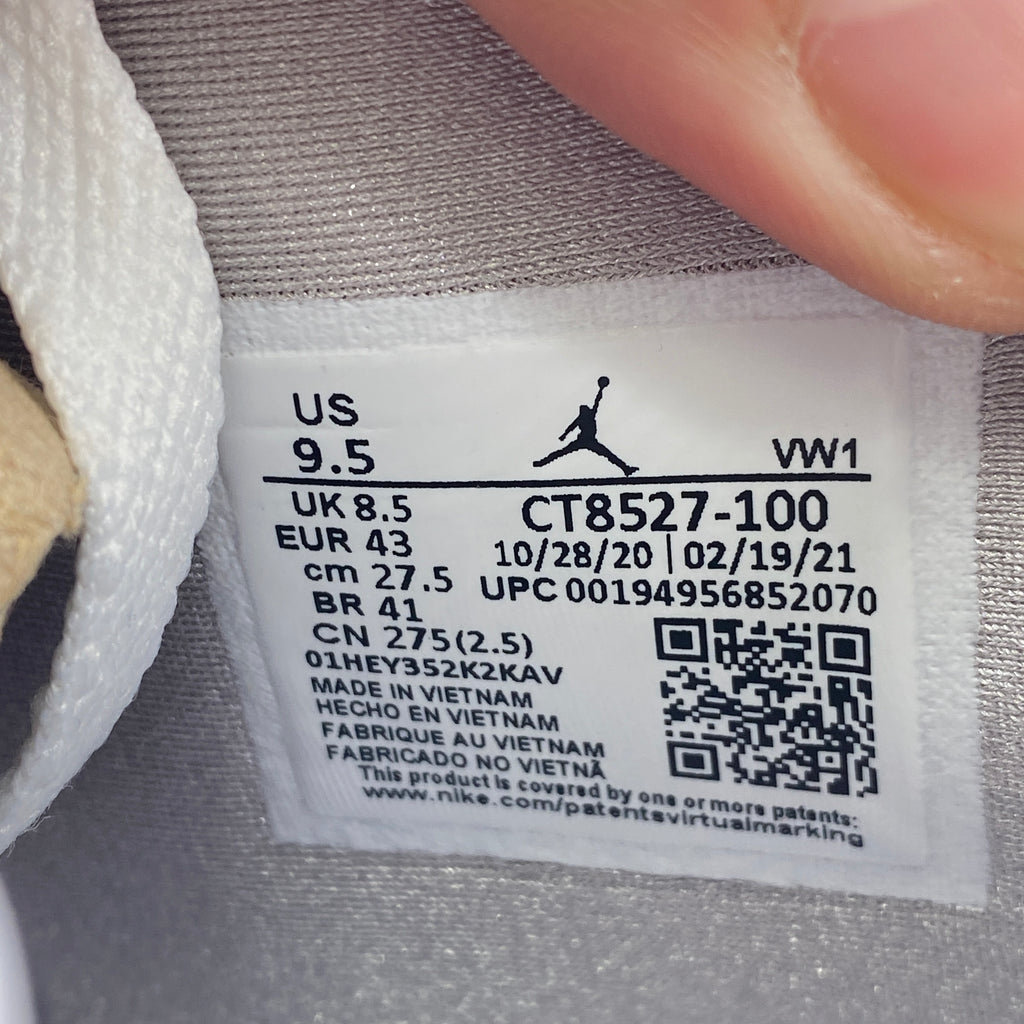 US
9.5
VW1
UK 8.5
EUR 43
cm 27.5
BR 41
CN 275(2.5)
CT8527-100
10/28/20 | 02/19/21
UPC 00194956852070
01HEY352K2KAV
MADE IN VIETNAM
HECHO EN VIETNAM
FABRIQUE AU VIETNAM
FABRICADO NO VIETNÃ
This product is covered by one or more patents:
www.nike.com/patentsvirtualmarking